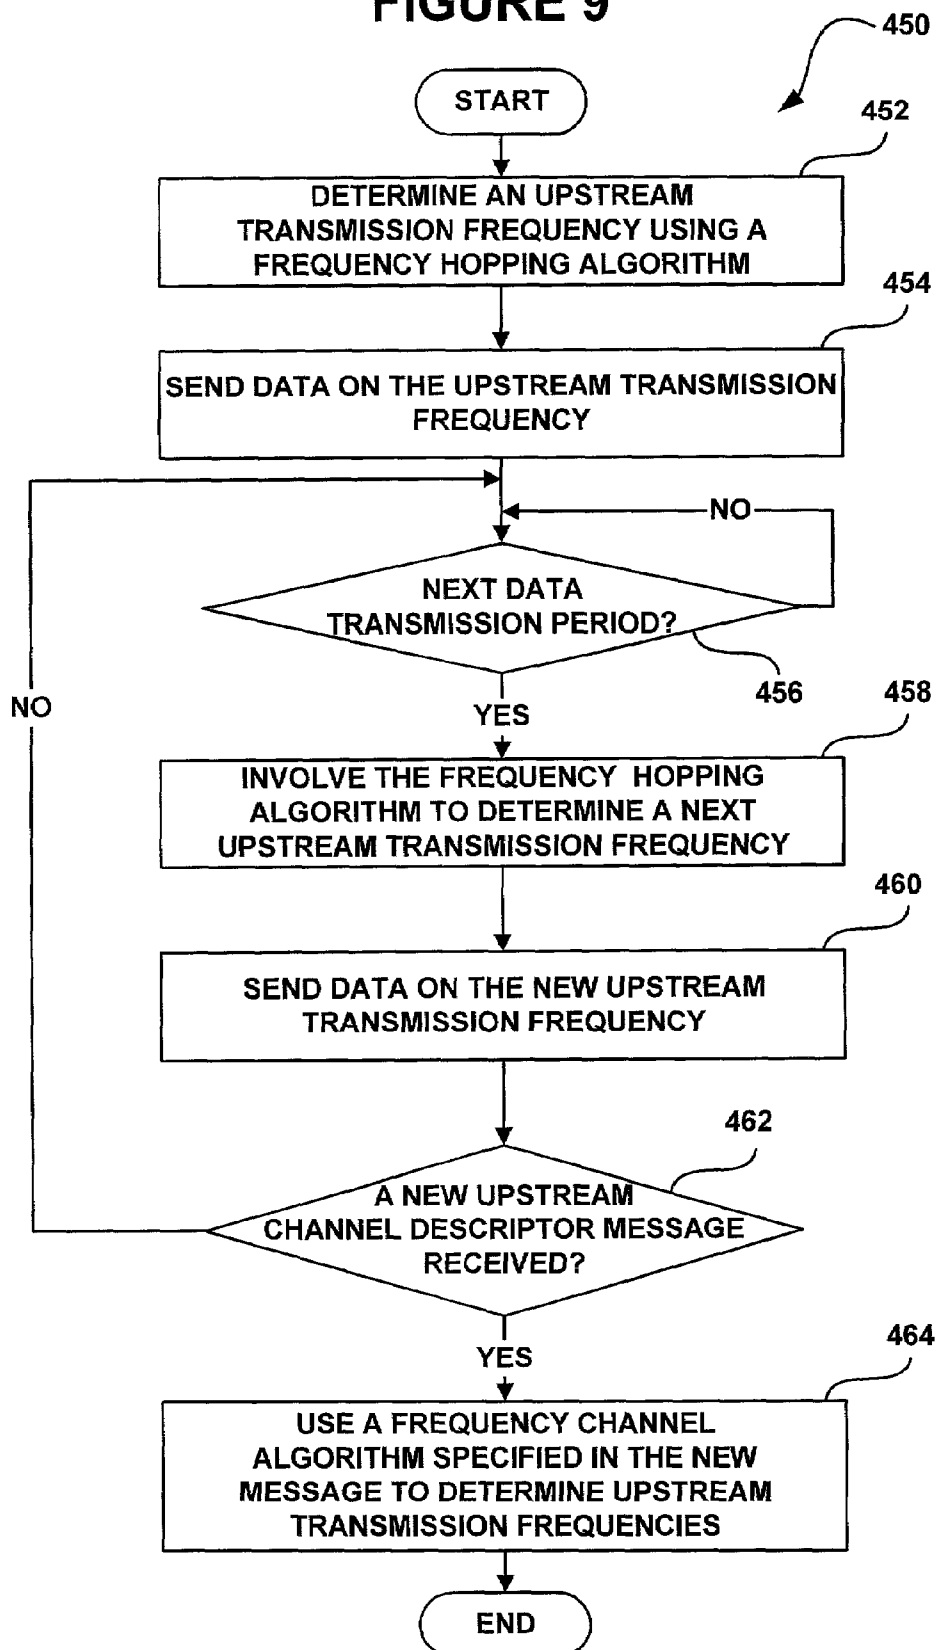 FIGURE 9
450
START
452
DETERMINE AN UPSTREAM
TRANSMISSION FREQUENCY USING A
FREQUENCY HOPPING ALGORITHM
454
SEND DATA ON THE UPSTREAM TRANSMISSION
FREQUENCY
NO
NEXT DATA
TRANSMISSION PERIOD?
456
NO
YES
458
INVOLVE THE FREQUENCY HOPPING
ALGORITHM TO DETERMINE A NEXT
UPSTREAM TRANSMISSION FREQUENCY
460
SEND DATA ON THE NEW UPSTREAM
TRANSMISSION FREQUENCY
462
A NEW UPSTREAM
CHANNEL DESCRIPTOR MESSAGE
RECEIVED?
YES
464
USE A FREQUENCY CHANNEL
ALGORITHM SPECIFIED IN THE NEW
MESSAGE TO DETERMINE UPSTREAM
TRANSMISSION FREQUENCIES
END